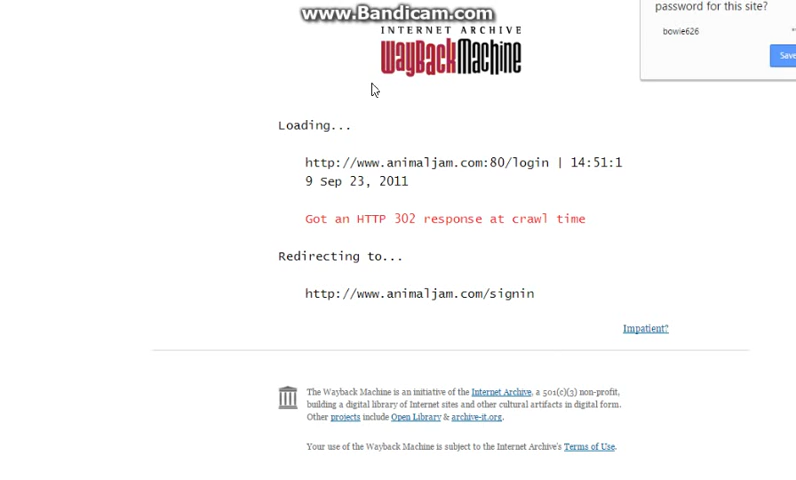 www.Bandicam.com
password for this site?
INTERNET ARCHIVE
bowie626
WayBackMachine
Save
Loading...
http://www.animaljam.com:80/login | 14:51:1
9 Sep 23, 2011
Got an HTTP 302 response at crawl time
Redirecting to...
http://www.animaljam.com/signin
Impatient?
The Wayback Machine is an initiative of the Internet Archive, a 501(c)(3) non-profit,
building a digital library of Internet sites and other cultural artifacts in digital form.
Other projects include Open Library & archive-it.org.
Your use of the Wayback Machine is subject to the Internet Archive's Terms of Use.